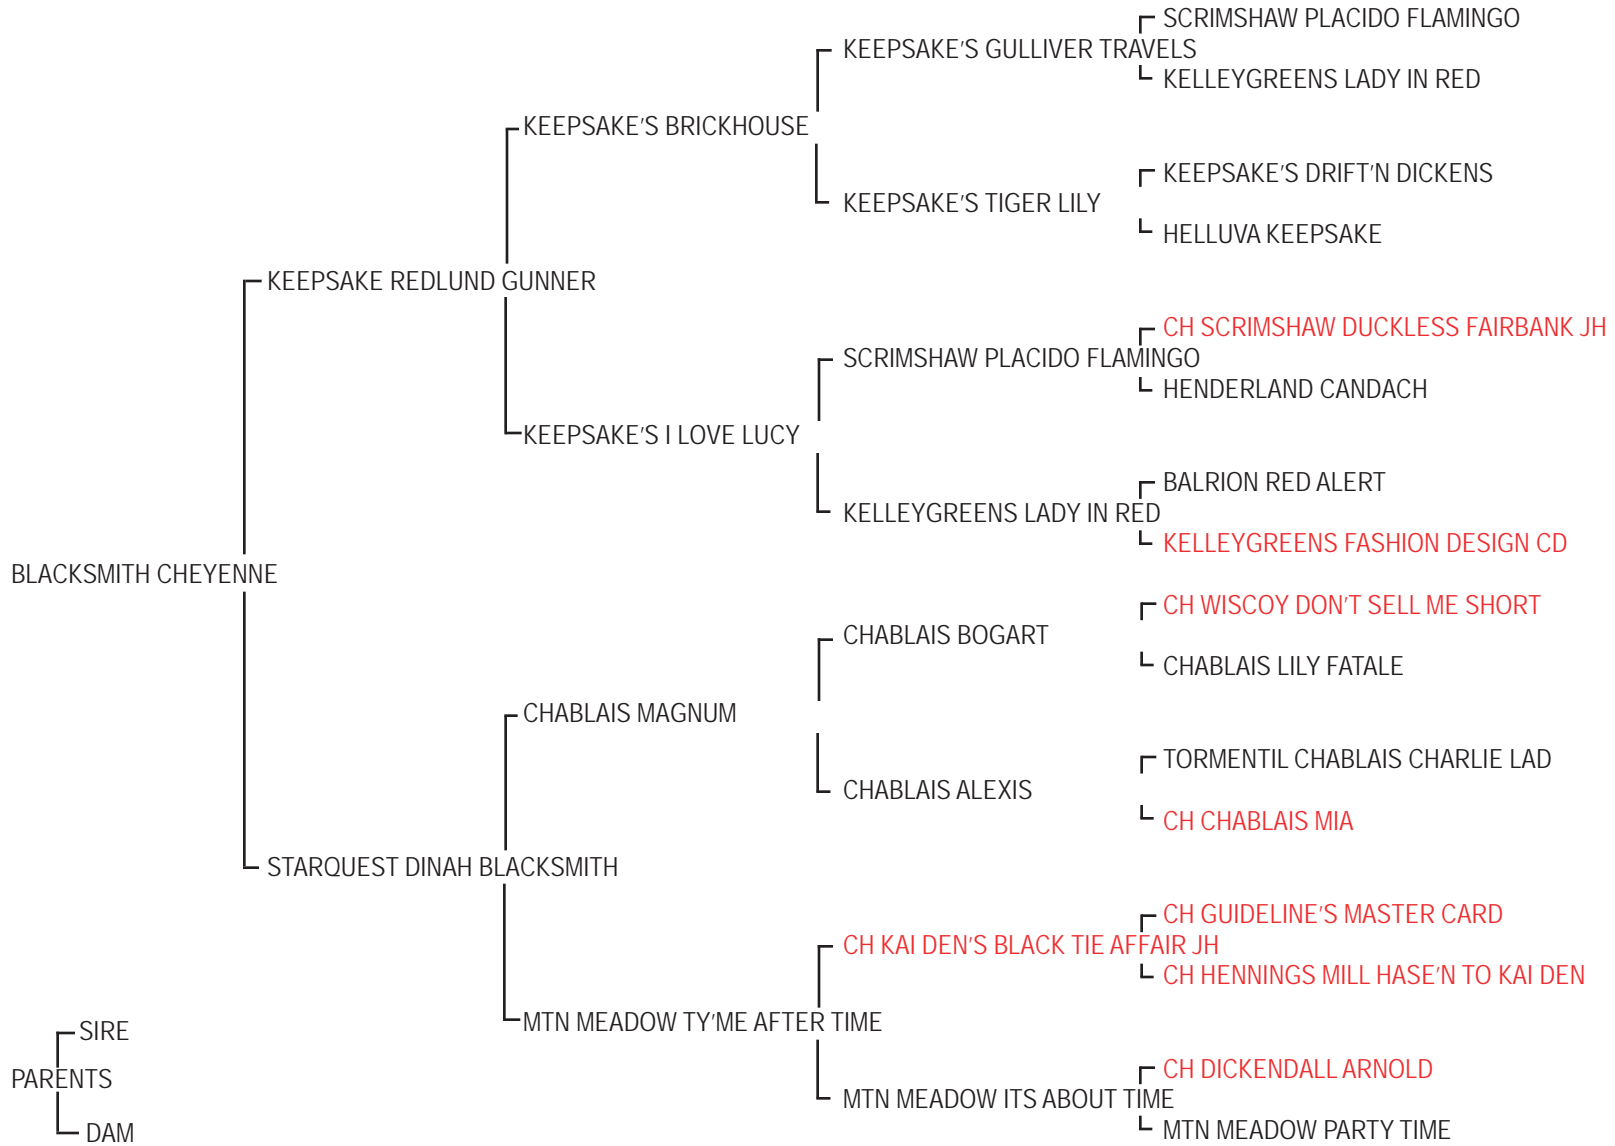 SCRIMSHAW PLACIDO FLAMINGO
KEEPSAKE'S GULLIVER TRAVELS
KELLEYGREENS LADY IN RED
KEEPSAKE'S BRICKHOUSE
KEEPSAKE'S DRIFT'N DICKENS
KEEPSAKE'S TIGER LILY
HELLUVA KEEPSAKE
KEEPSAKE REDLUND GUNNER
CH SCRIMSHAW DUCKLESS FAIRBANK JH
SCRIMSHAW PLACIDO FLAMINGO
HENDERLAND CANDACH
KEEPSAKE'S I LOVE LUCY
BALRION RED ALERT
KELLEYGREENS LADY IN RED
KELLEYGREENS FASHION DESIGN CD
BLACKSMITH CHEYENNE
CH WISCOY DON'T SELL ME SHORT
CHABLAIS BOGART
CHABLAIS LILY FATALE
CHABLAIS MAGNUM
TORMENTIL CHABLAIS CHARLIE LAD
CHABLAIS ALEXIS
CH CHABLAIS MIA
STARQUEST DINAH BLACKSMITH
CH GUIDELINE'S MASTER CARD
CH KAI DEN'S BLACK TIE AFFAIR JH
CH HENNINGS MILL HASE'N TO KAI DEN
MTN MEADOW TY'ME AFTER TIME
CH DICKENDALL ARNOLD
MTN MEADOW ITS ABOUT TIME
MTN MEADOW PARTY TIME
SIRE
PARENTS
DAM